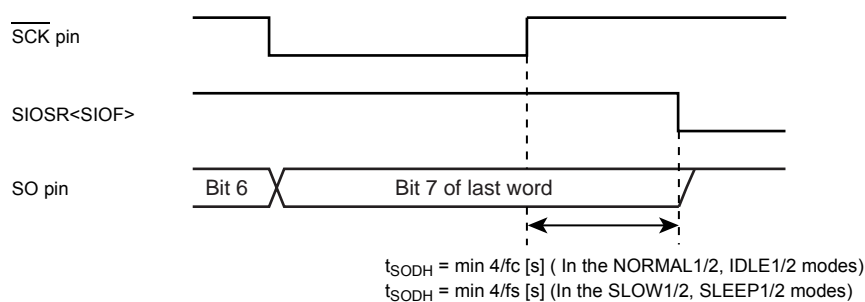 SCK pin
SIOSR<SIOF>
SO pin
Bit 6
Bit 7 of last word
tSODH = min 4/fc [s] ( In the NORMAL1/2, IDLE1/2 modes)
tSODH = min 4/fs [s] (In the SLOW1/2, SLEEP1/2 modes)